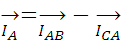 →I_A = →I_AB − →I_CA